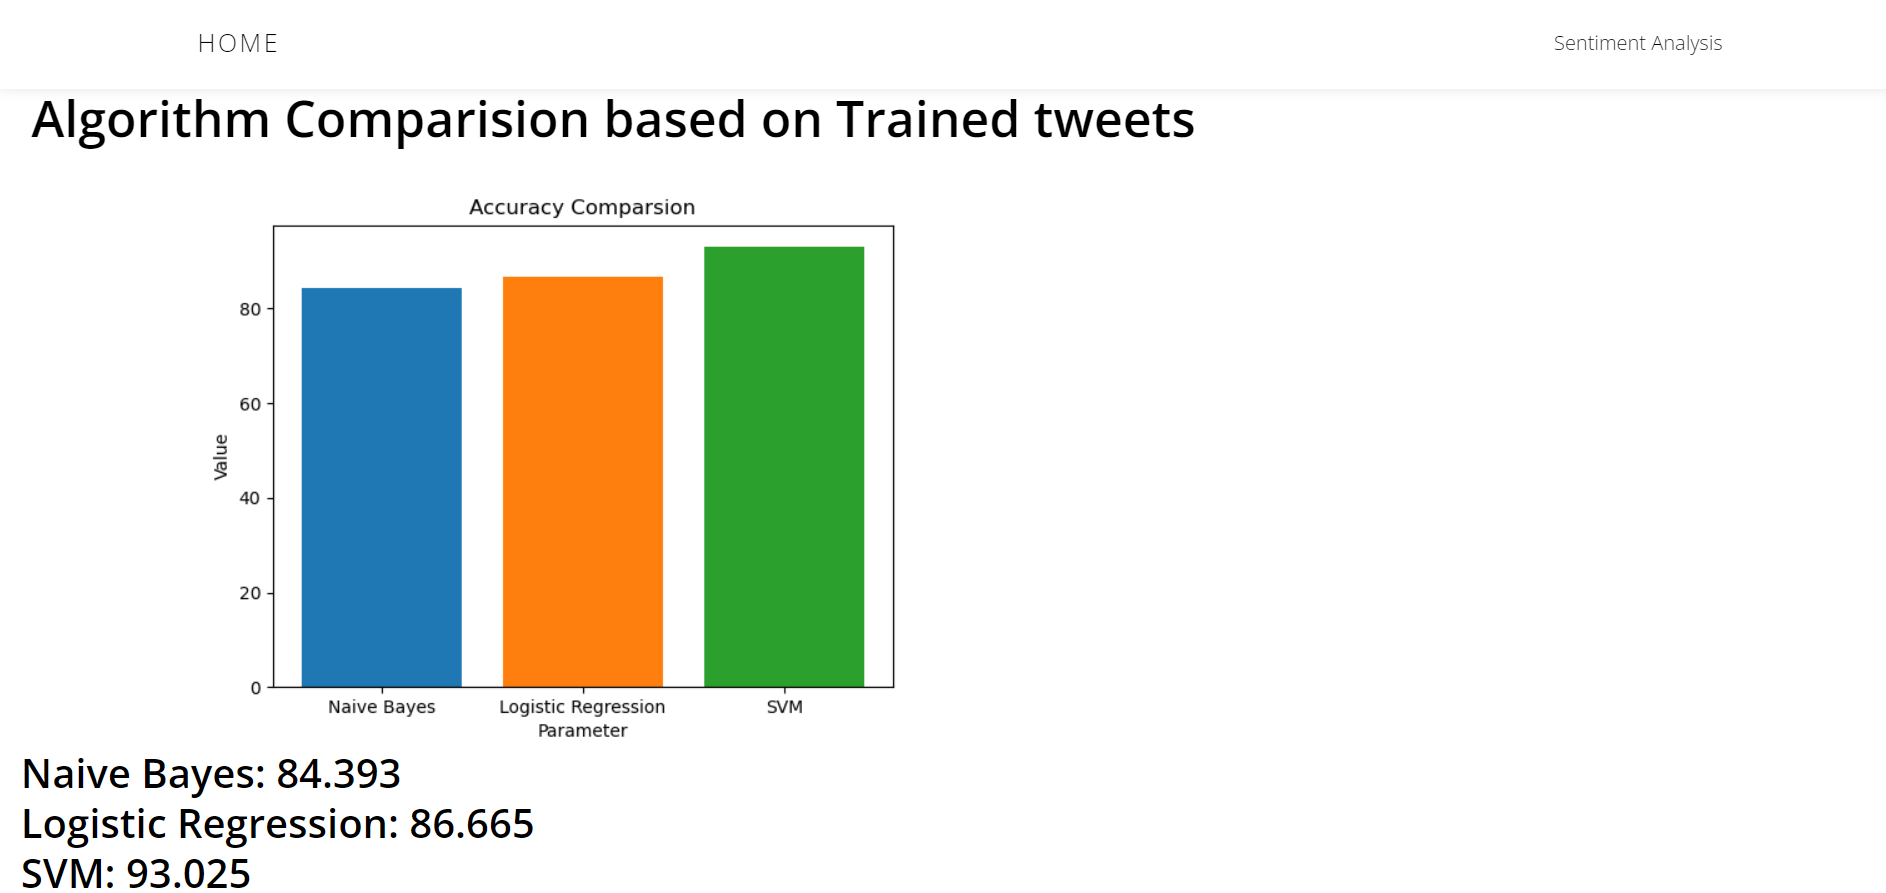 HOME
Sentiment Analysis
Algorithm Comparision based on Trained tweets
Accuracy Comparsion
80
60
40
20
0
Value
Naive Bayes
Logistic Regression
SVM
Parameter
Naive Bayes: 84.393
Logistic Regression: 86.665
SVM: 93.025